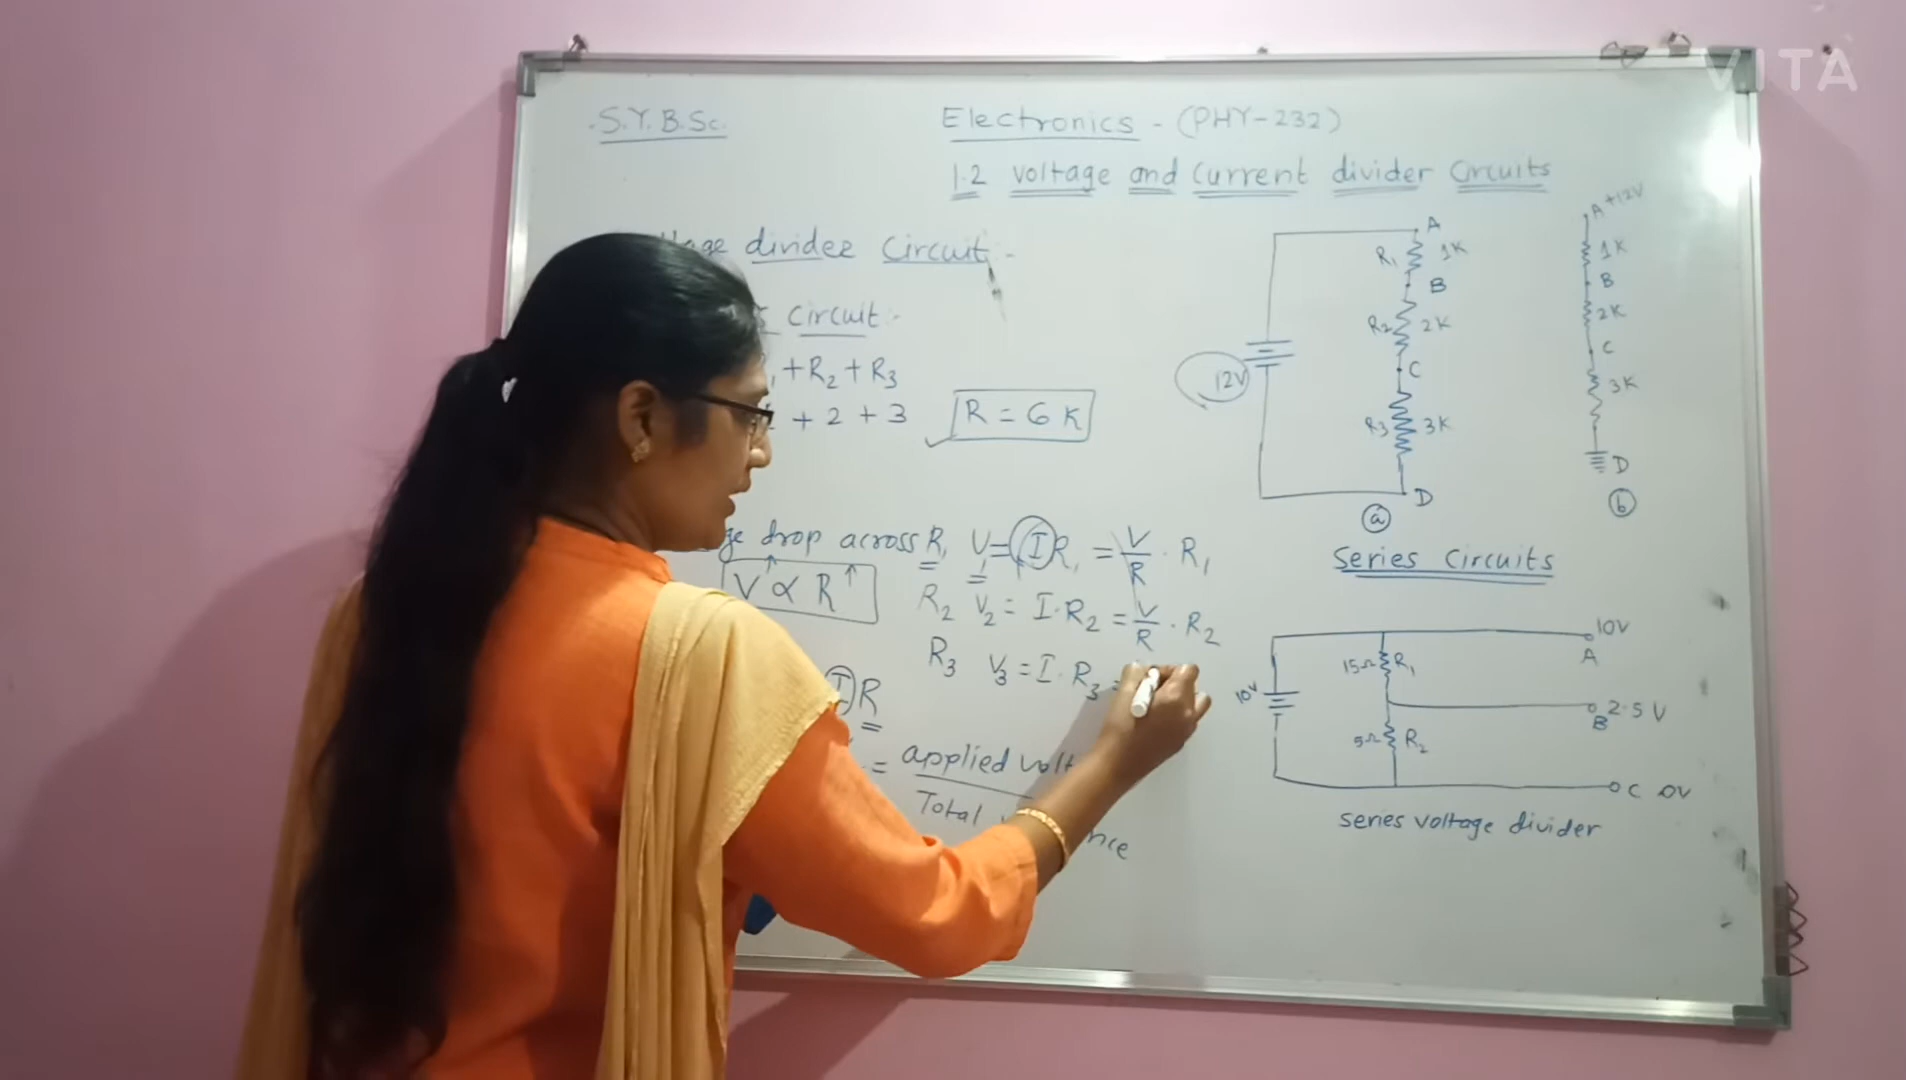 VITA
S.Y.B.Sc.
Electronics - (PHY-232)
1.2 voltage and current divider circuits
divider circuit :-
circuit :-
+ R2 + R3
+ 2 + 3
R = 6 K
drop across R1 V1 = I R1 = V/R . R1
V ∝ R
R2 V2 = I . R2 = V/R . R2
R3 V3 = I . R3 =
I R
= applied
Total
A
R1 1K
B
R2 2K
C
R3 3K
D
12V
a
A +12V
1K
B
2K
C
3K
D
b
Series Circuits
10V
A
15Ω R1
10V
B 2.5 V
5Ω R2
C 0V
series voltage divider